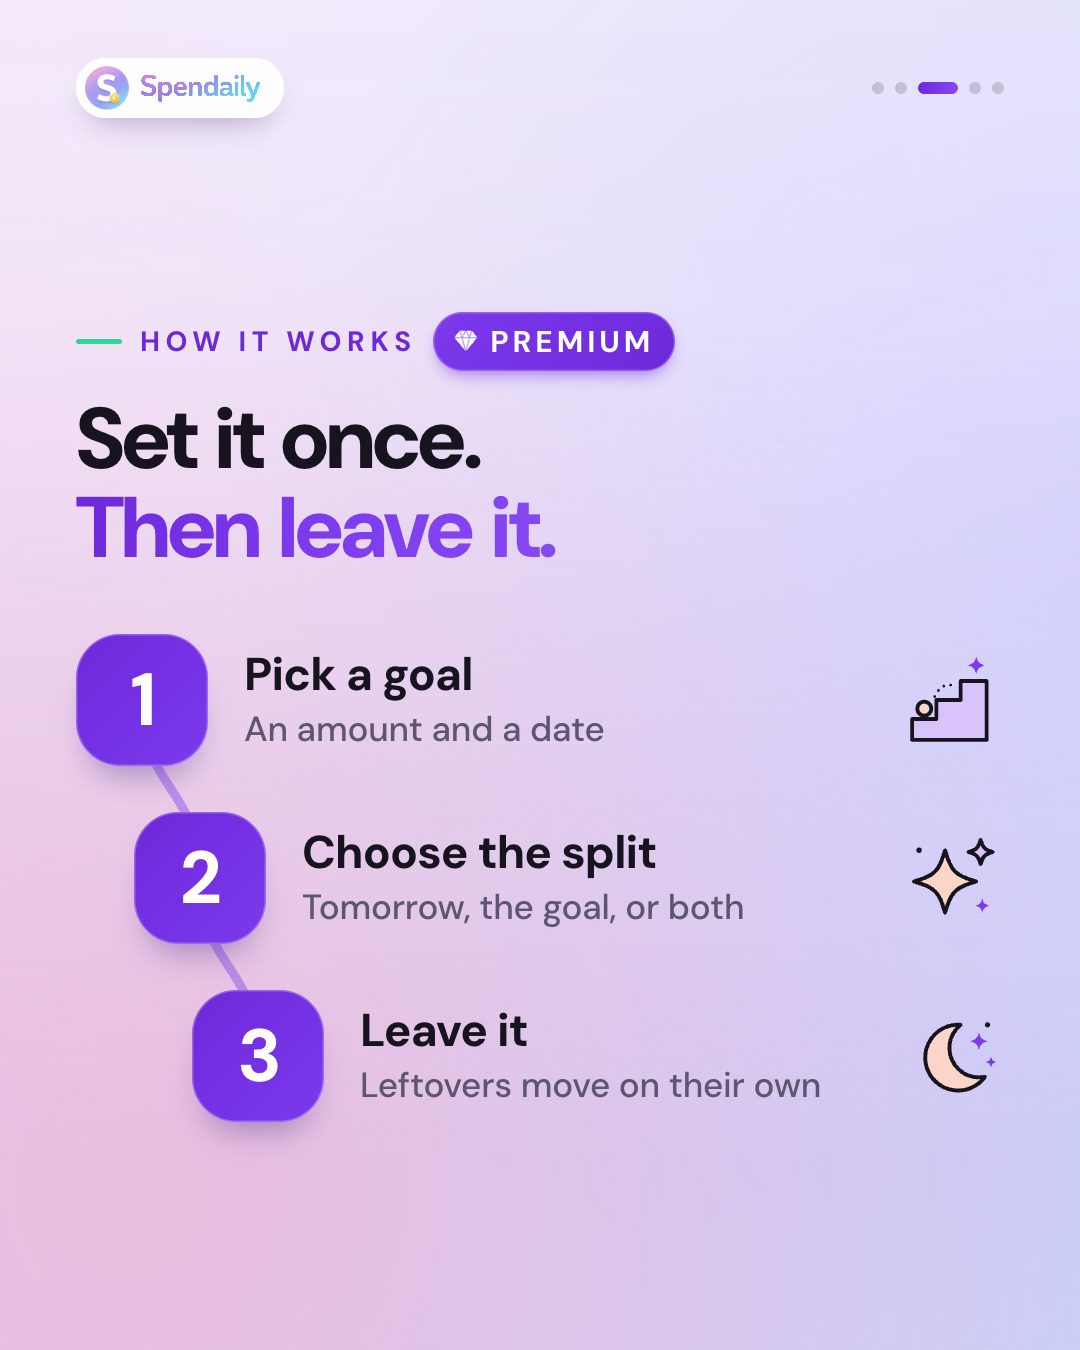 Spendaily
HOW IT WORKS PREMIUM
Set it once.
Then leave it.
1
Pick a goal
An amount and a date
2
Choose the split
Tomorrow, the goal, or both
3
Leave it
Leftovers move on their own